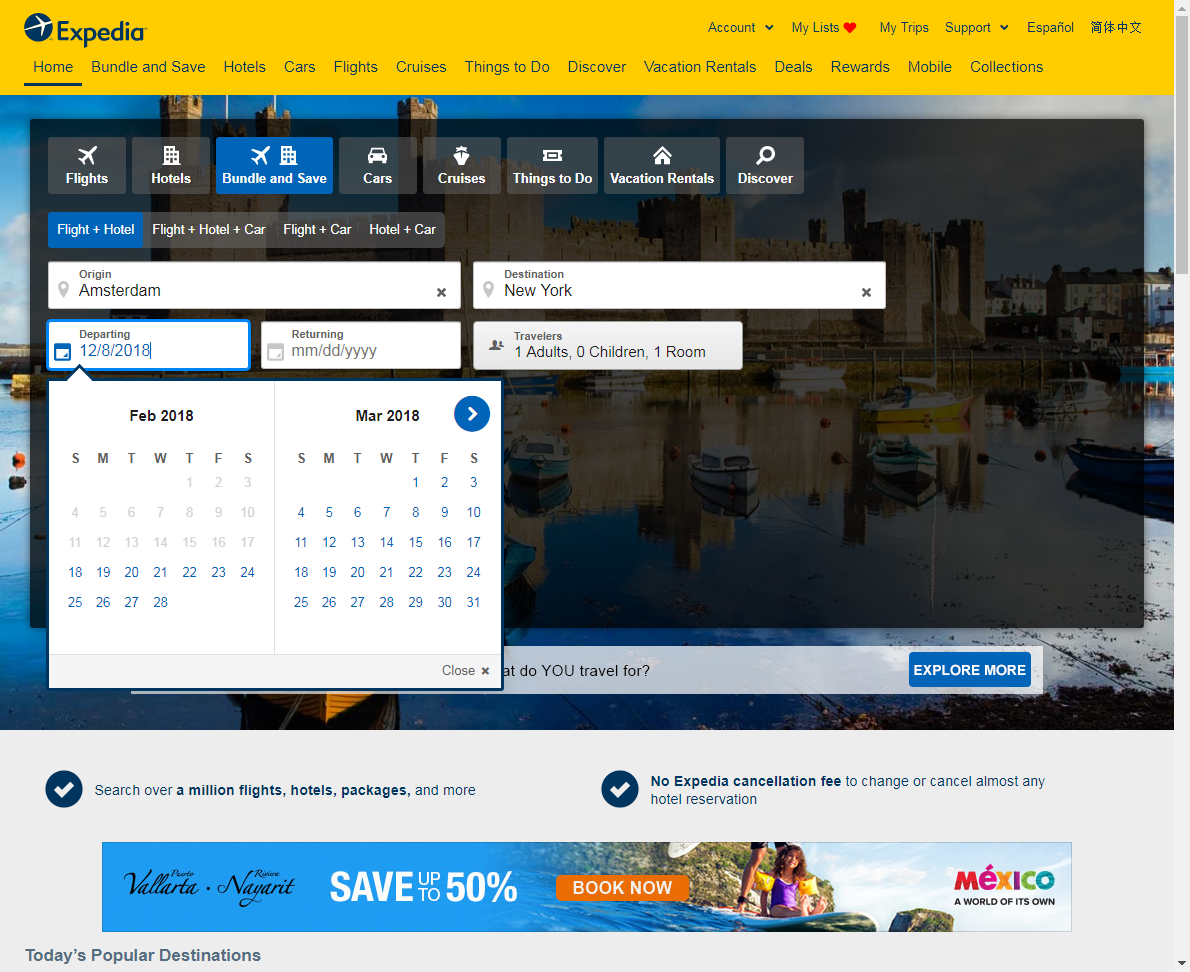 Expedia
Account My Lists My Trips Support Español 简体中文
Home Bundle and Save Hotels Cars Flights Cruises Things to Do Discover Vacation Rentals Deals Rewards Mobile Collections
Flights Hotels Bundle and Save Cars Cruises Things to Do Vacation Rentals Discover
Flight + Hotel Flight + Hotel + Car Flight + Car Hotel + Car
Origin
Amsterdam
Destination
New York
Departing
12/8/2018
Returning
mm/dd/yyyy
Travelers
1 Adults, 0 Children, 1 Room
Feb 2018
S M T W T F S
1 2 3
4 5 6 7 8 9 10
11 12 13 14 15 16 17
18 19 20 21 22 23 24
25 26 27 28
Mar 2018
S M T W T F S
1 2 3
4 5 6 7 8 9 10
11 12 13 14 15 16 17
18 19 20 21 22 23 24
25 26 27 28 29 30 31
Close
at do YOU travel for?
EXPLORE MORE
Search over a million flights, hotels, packages, and more
No Expedia cancellation fee to change or cancel almost any
hotel reservation
Puerto Vallarta · Riviera Nayarit
SAVE UP TO 50%
BOOK NOW
MéXICO
A WORLD OF ITS OWN
Today's Popular Destinations